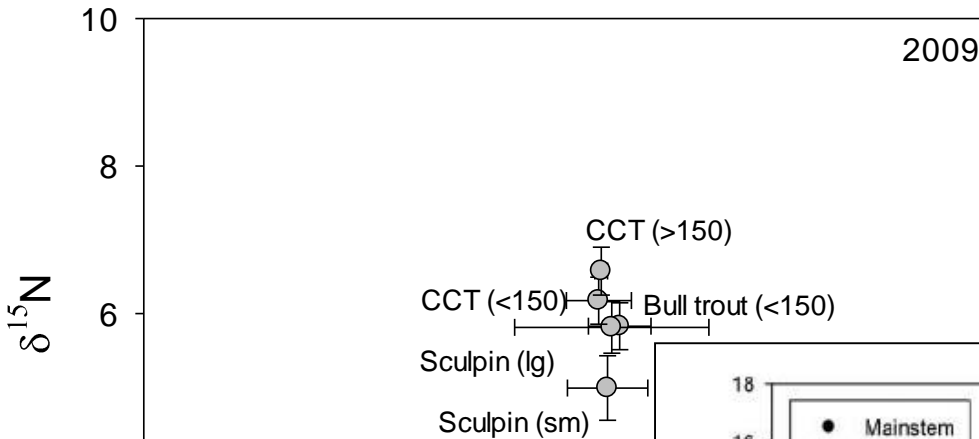 10
2009
8
CCT (>150)
δ15N
CCT (<150)
Bull trout (<150)
6
Sculpin (lg)
18
Sculpin (sm)
Mainstem